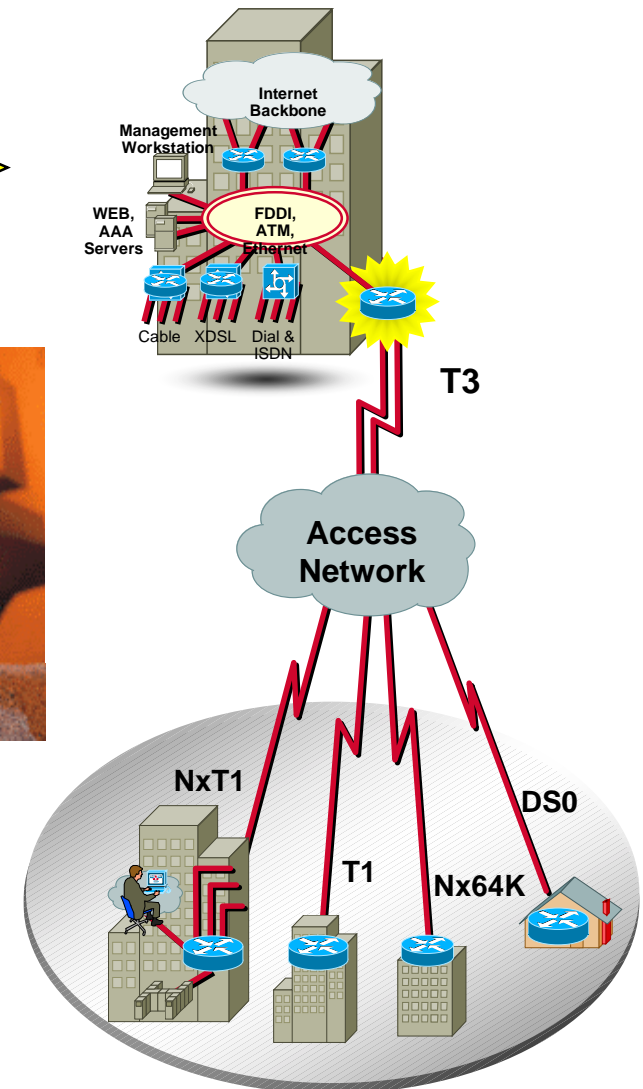 Internet
Backbone
Management
Workstation
WEB,
AAA
Servers
FDDI,
ATM,
Ethernet
Cable XDSL Dial &
ISDN
T3
Access
Network
NxT1
DS0
T1
Nx64K